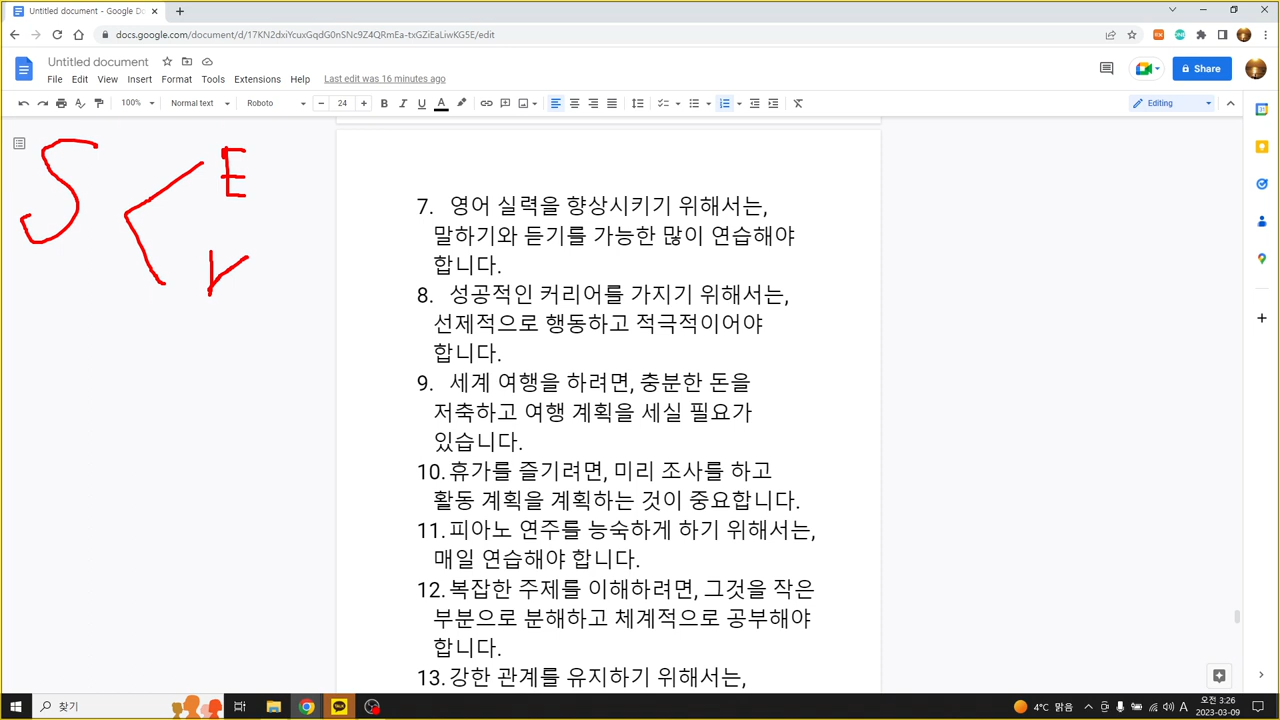 Untitled document - Google Docs
docs.google.com/document/d/17KN2dxiYcuxGqdG0nSNc9Z4QRmEa-txGZiEaLiwKG5E/edit
Untitled document
File Edit View Insert Format Tools Extensions Help Last edit was 16 minutes ago
Share
100% Normal text Roboto 24 B I U A Editing
S E
r
7. 영어 실력을 향상시키기 위해서는,
말하기와 듣기를 가능한 많이 연습해야
합니다.
8. 성공적인 커리어를 가지기 위해서는,
선제적으로 행동하고 적극적이어야
합니다.
9. 세계 여행을 하려면, 충분한 돈을
저축하고 여행 계획을 세실 필요가
있습니다.
10. 휴가를 즐기려면, 미리 조사를 하고
활동 계획을 계획하는 것이 중요합니다.
11. 피아노 연주를 능숙하게 하기 위해서는,
매일 연습해야 합니다.
12. 복잡한 주제를 이해하려면, 그것을 작은
부분으로 분해하고 체계적으로 공부해야
합니다.
13. 강한 관계를 유지하기 위해서는,
찾기
TALK
4°C 맑음 A 오전 3:26
2023-03-09